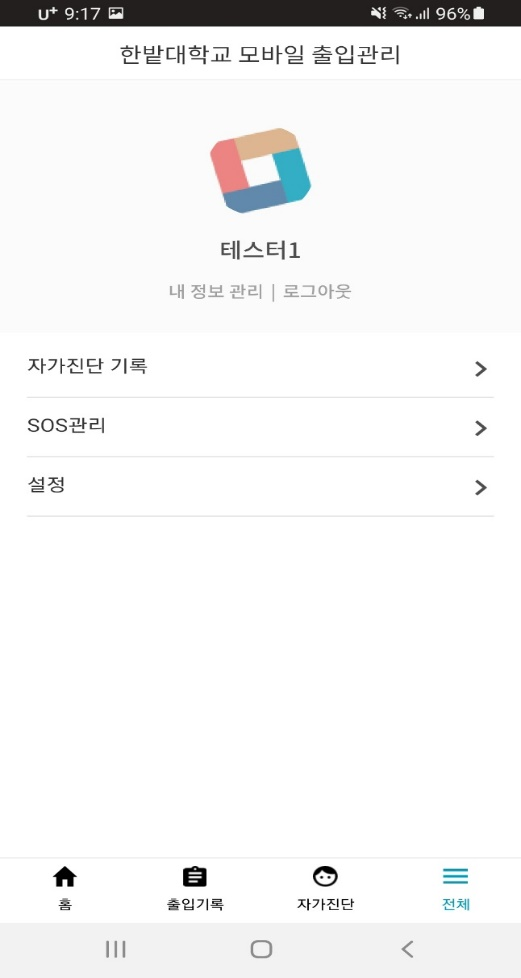 U+ 9:17 96%
한밭대학교 모바일 출입관리
테스터1
내 정보 관리 | 로그아웃
자가진단 기록
SOS관리
설정
홈 출입기록 자가진단 전체